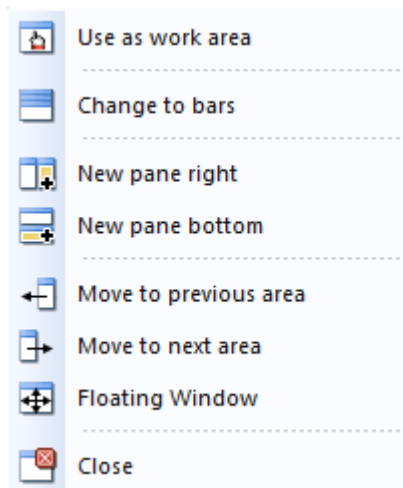 Use as work area
Change to bars
New pane right
New pane bottom
Move to previous area
Move to next area
Floating Window
Close